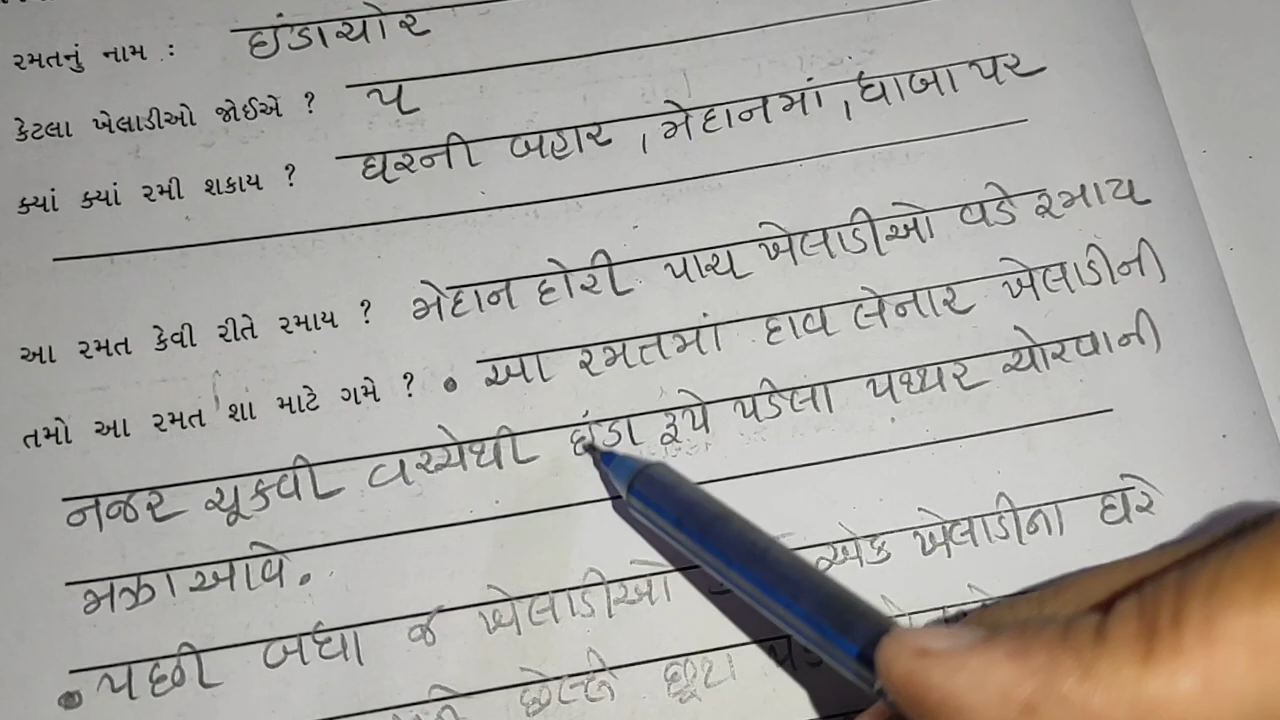 રમતનું નામ : ઇંડાચોર
કેટલા ખેલાડીઓ જોઈએ ? ૫
ક્યાં ક્યાં રમી શકાય ? ઘરની બહાર, મેદાનમાં, ધાબા પર
આ રમત કેવી રીતે રમાય ? મેદાન દોરી પાચ ખેલાડીઓ વડે રમાય
તમો આ રમત શાં માટે ગમે ? • આ રમતમાં દાવ લેનાર ખેલાડીની
નજર ચૂકવી વચ્ચેથી ઇંડા રૂપે પડેલા પથ્થર ચોરવાની
મજા આવે.
• પછી બધા જ ખેલાડીઓ એક ખેલાડીના ઘરે
છેલ્લે છૂટા